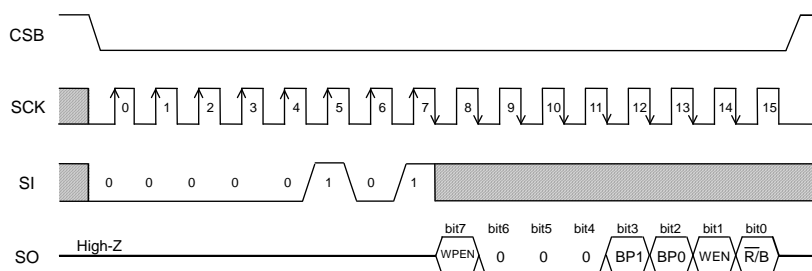 CSB
SCK 0 1 2 3 4 5 6 7 8 9 10 11 12 13 14 15
SI 0 0 0 0 0 1 0 1
bit7 bit6 bit5 bit4 bit3 bit2 bit1 bit0
SO High-Z WPEN 0 0 0 BP1 BP0 WEN R̅/B